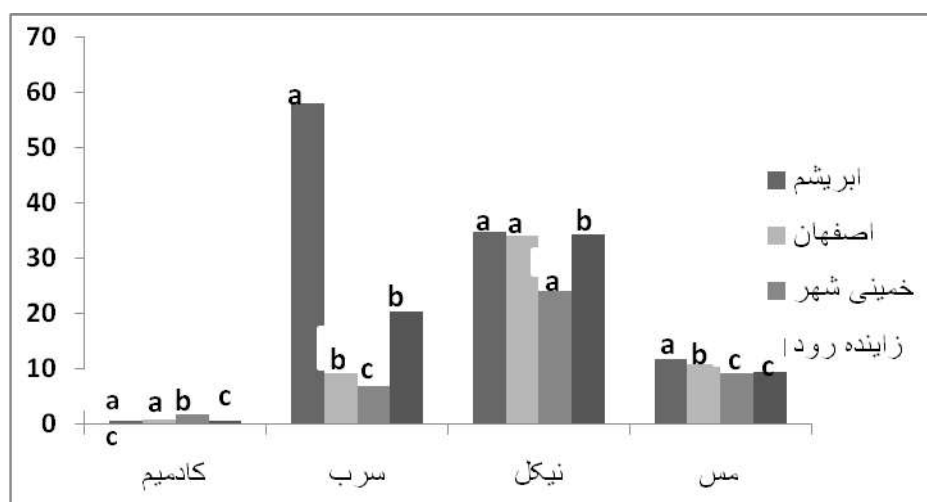 70
60
50
40
30
20
10
0
a a b c
c
a b c b
a a a b
a b c c
کادمیم
سرب
نیکل
مس
ابریشم
اصفهان
خمینی شهر
زاینده رود